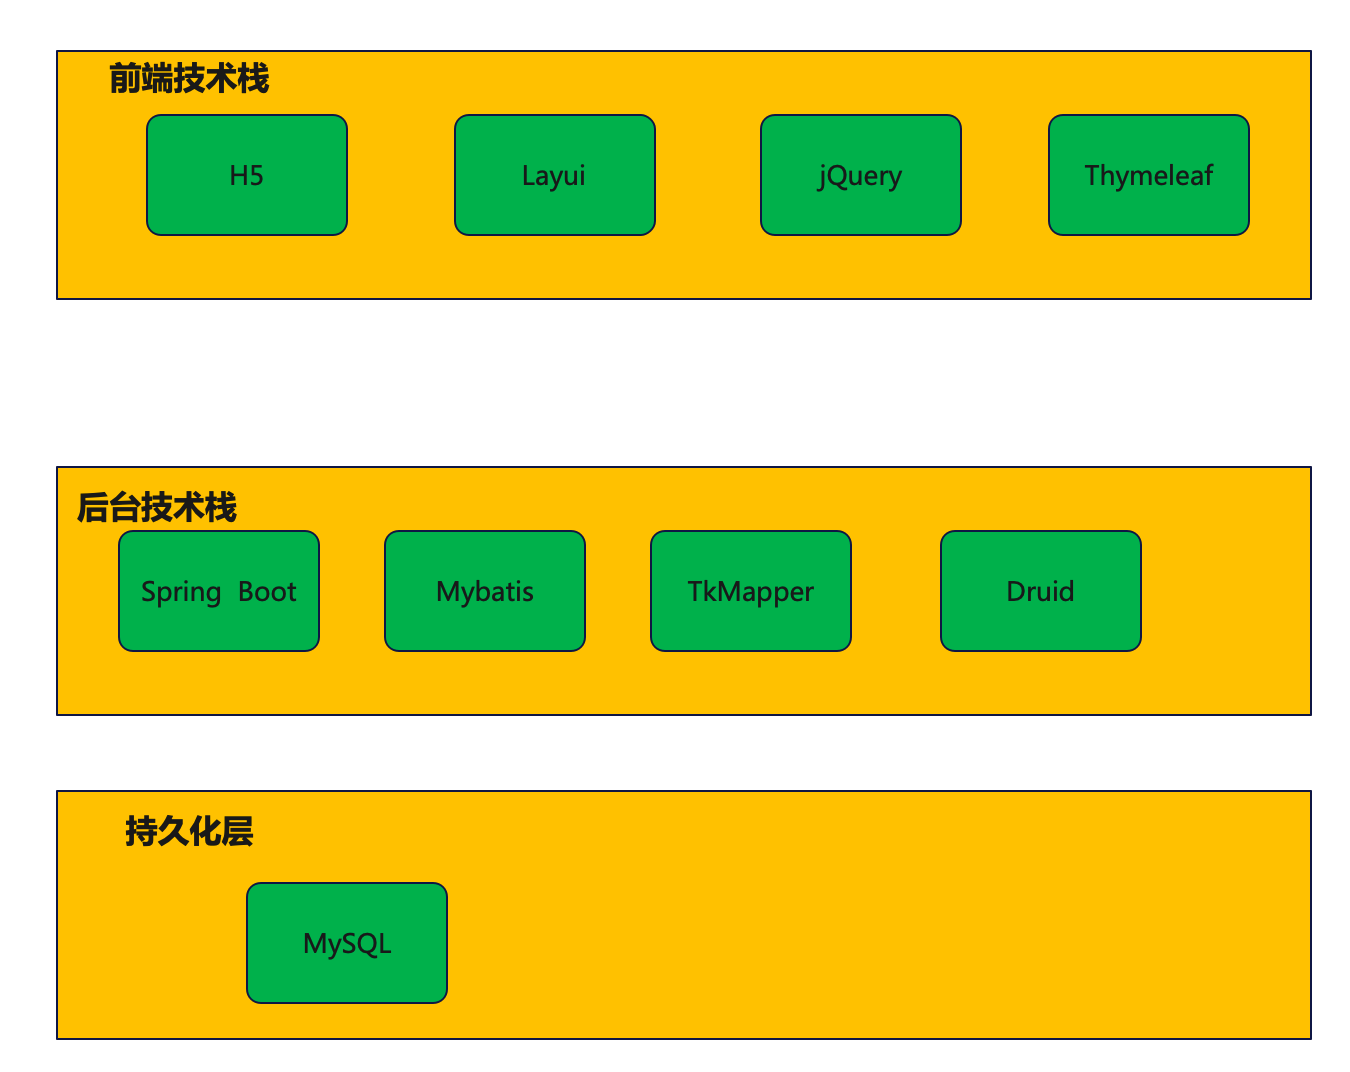 前端技术栈
H5
Layui
jQuery
Thymeleaf
后台技术栈
Spring Boot
Mybatis
TkMapper
Druid
持久化层
MySQL